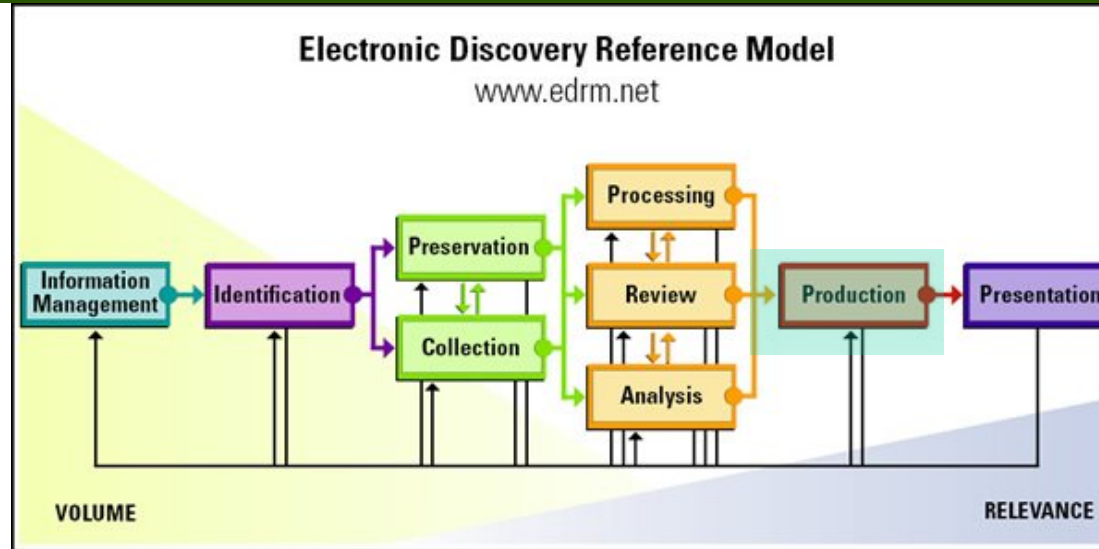 Electronic Discovery Reference Model
www.edrm.net
Information
Management
Identification
Preservation
Collection
Processing
Review
Analysis
Production
Presentation
VOLUME
RELEVANCE